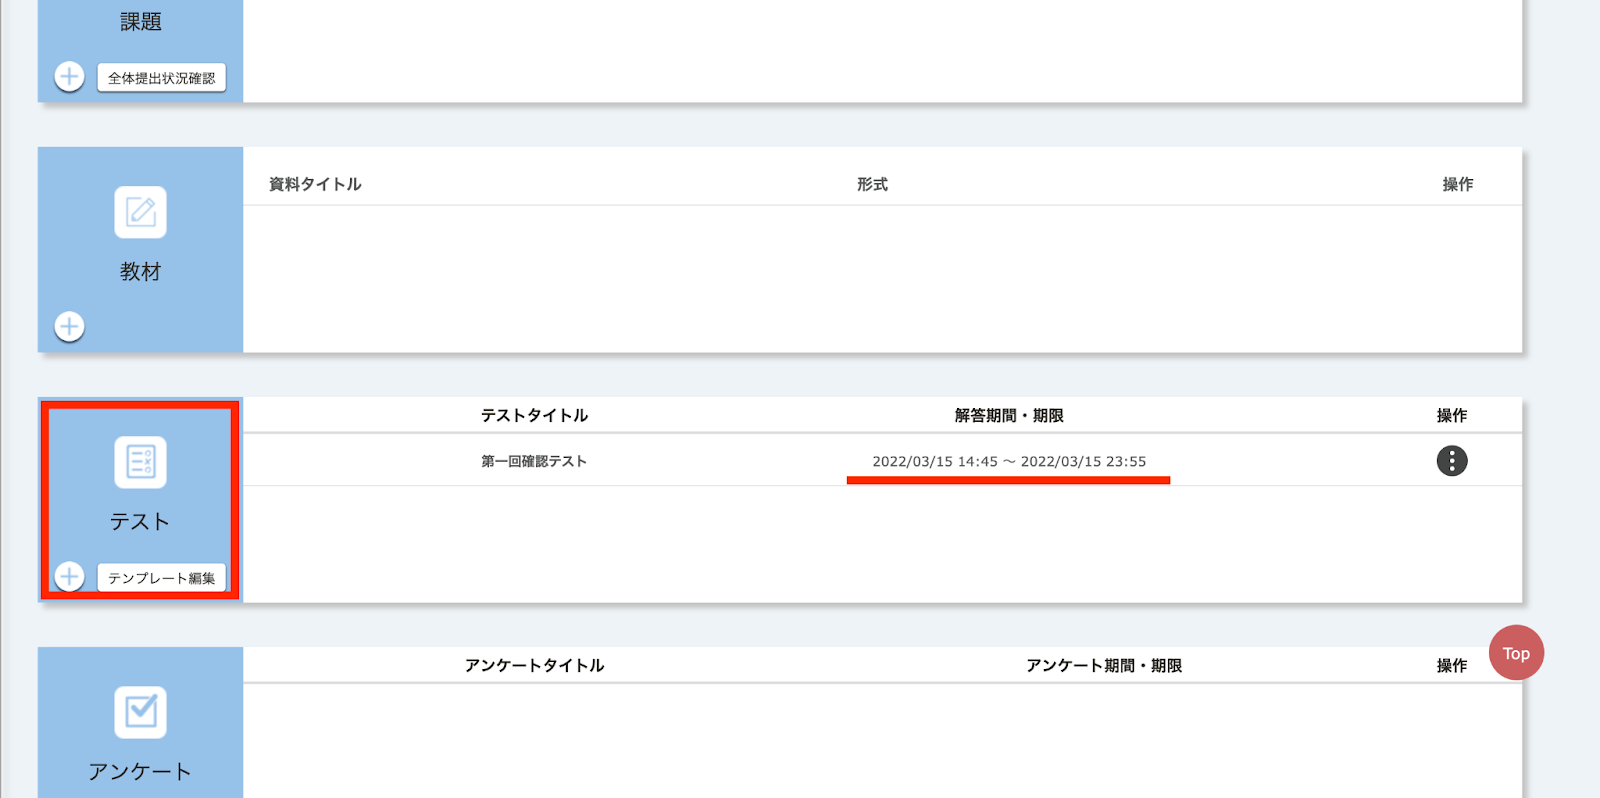 課題
全体提出状況確認
資料タイトル 形式 操作
教材
テストタイトル 解答期間・期限 操作
第一回確認テスト 2022/03/15 14:45 ～ 2022/03/15 23:55
テスト
テンプレート編集
アンケートタイトル アンケート期間・期限 操作
Top
アンケート